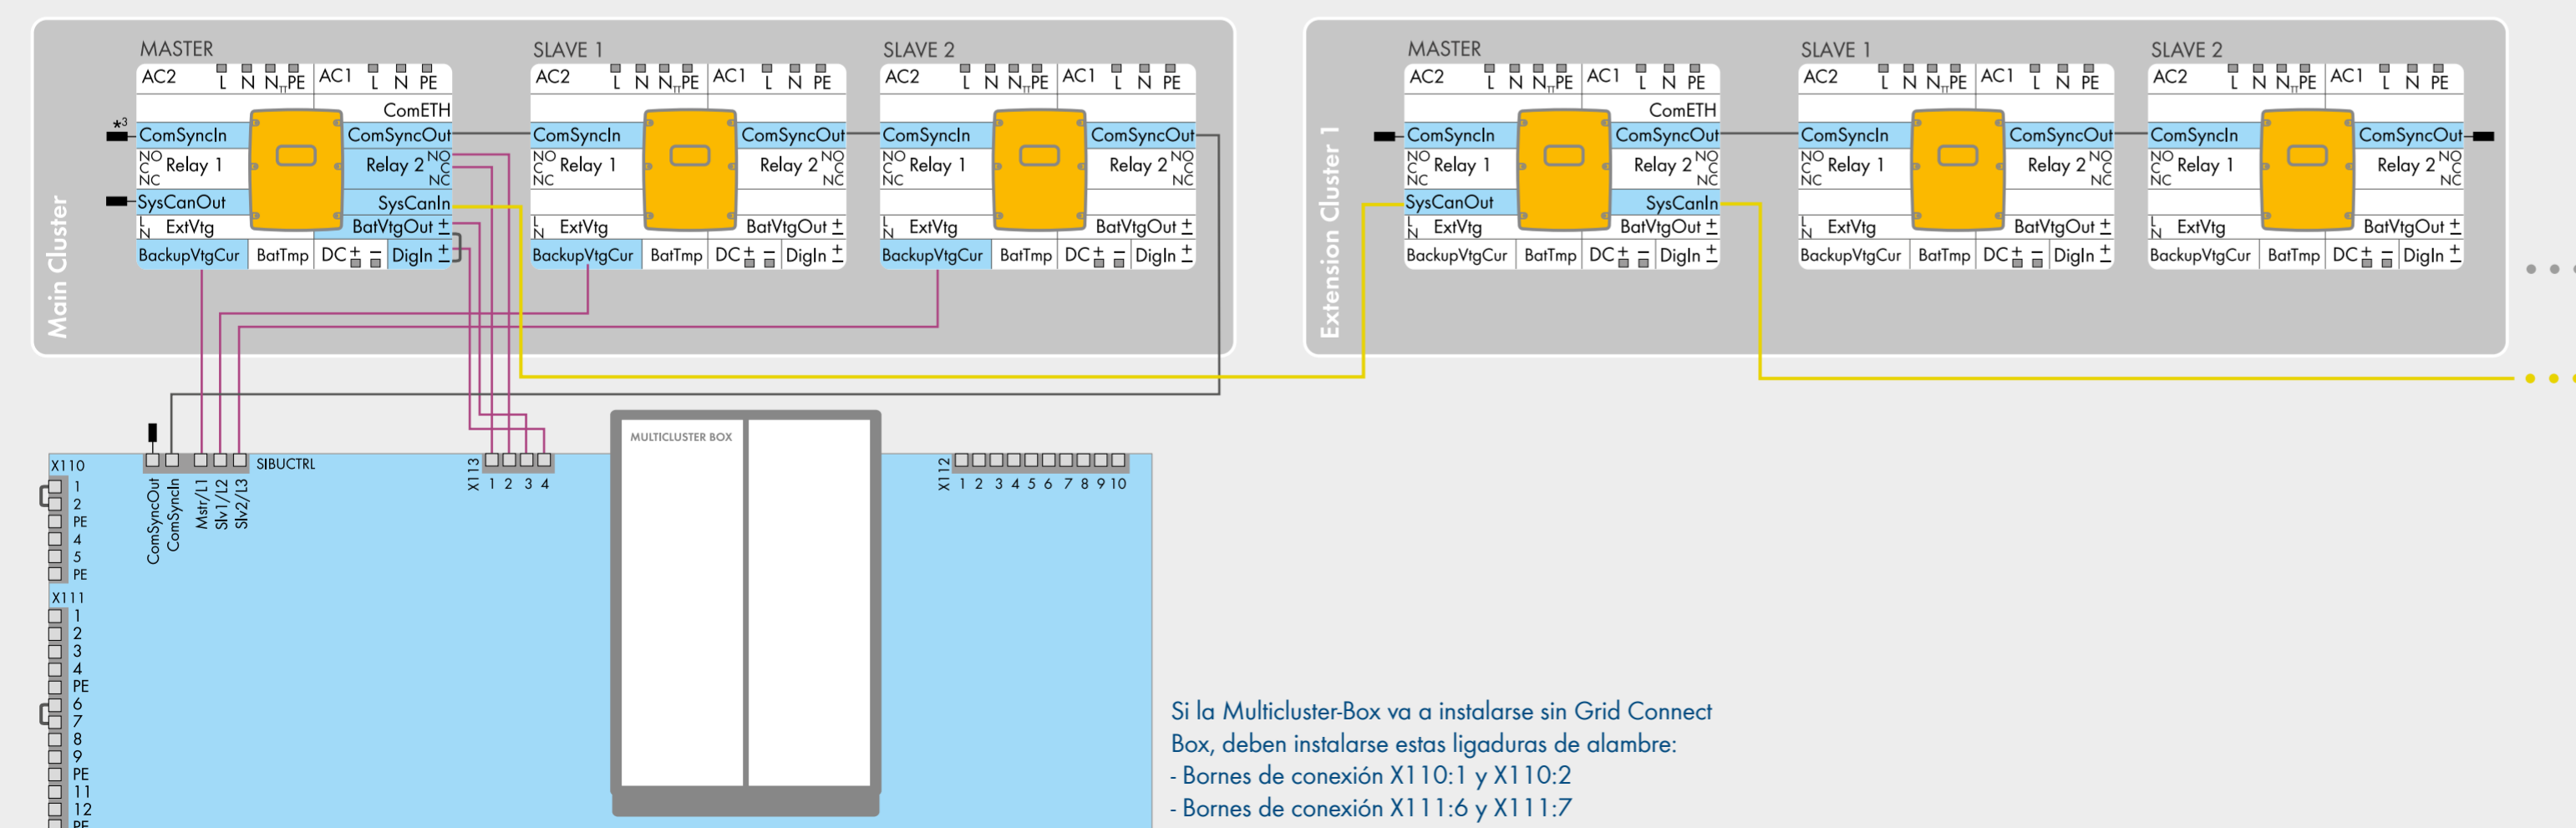 Main Cluster
MASTER
AC2 L N NTTPE AC1 L N PE
ComETH
*3
ComSyncIn ComSyncOut
NO C NC Relay 1 Relay 2 NO C NC
SysCanOut SysCanIn
L N ExtVtg BatVtgOut + −
BackupVtgCur BatTmp DC + − DigIn + −
SLAVE 1
AC2 L N NTTPE AC1 L N PE
ComSyncIn ComSyncOut
NO C NC Relay 1 Relay 2 NO C NC
L N ExtVtg BatVtgOut + −
BackupVtgCur BatTmp DC + − DigIn + −
SLAVE 2
AC2 L N NTTPE AC1 L N PE
ComSyncIn ComSyncOut
NO C NC Relay 1 Relay 2 NO C NC
L N ExtVtg BatVtgOut + −
BackupVtgCur BatTmp DC + − DigIn + −
Extension Cluster 1
MASTER
AC2 L N NTTPE AC1 L N PE
ComETH
ComSyncIn ComSyncOut
NO C NC Relay 1 Relay 2 NO C NC
SysCanOut SysCanIn
L N ExtVtg BatVtgOut + −
BackupVtgCur BatTmp DC + − DigIn + −
SLAVE 1
AC2 L N NTTPE AC1 L N PE
ComSyncIn ComSyncOut
NO C NC Relay 1 Relay 2 NO C NC
L N ExtVtg BatVtgOut + −
BackupVtgCur BatTmp DC + − DigIn + −
SLAVE 2
AC2 L N NTTPE AC1 L N PE
ComSyncIn ComSyncOut
NO C NC Relay 1 Relay 2 NO C NC
L N ExtVtg BatVtgOut + −
BackupVtgCur BatTmp DC + − DigIn + −
X110
1
2
PE
4
5
PE
X111
1
2
3
4
PE
6
7
8
9
PE
11
12
PE
SIBUCTRL
ComSyncOut
ComSyncIn
Mstr/L1
Slv1/L2
Slv2/L3
X113
1 2 3 4
MULTICLUSTER BOX
X112
1 2 3 4 5 6 7 8 9 10
Si la Multicluster-Box va a instalarse sin Grid Connect
Box, deben instalarse estas ligaduras de alambre:
- Bornes de conexión X110:1 y X110:2
- Bornes de conexión X111:6 y X111:7